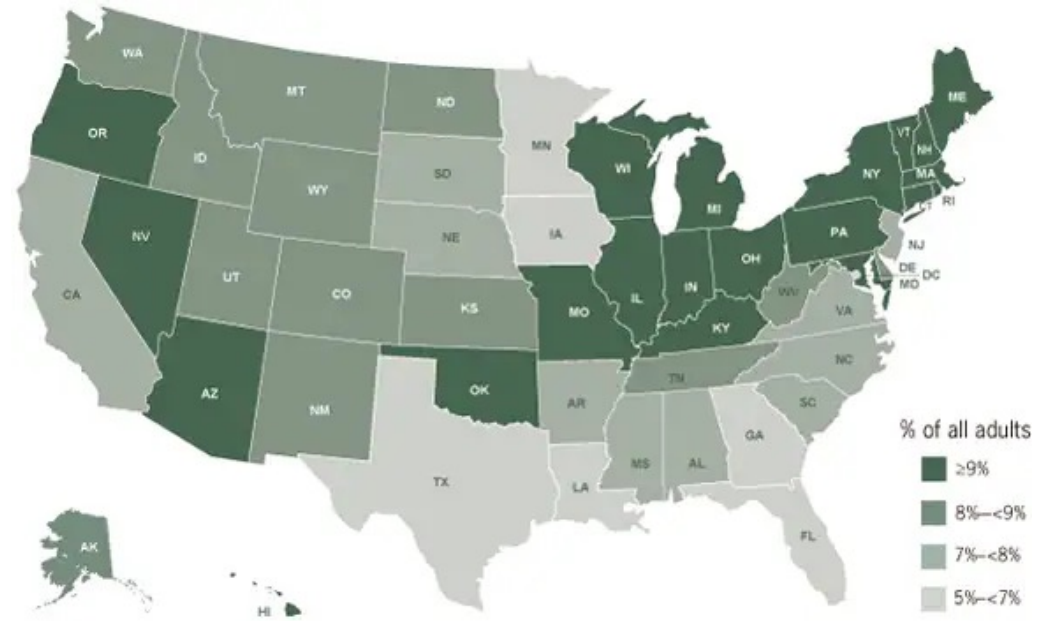 WA
MT
ND
MN
ME
OR
ID
SD
WI
VT
NH
NY
MA
WY
CT
RI
MI
NV
NE
IA
PA
NJ
OH
UT
CO
IL
IN
DE
DC
MD
CA
KS
MO
WV
VA
KY
NC
TN
AZ
NM
OK
AR
SC
GA
MS
AL
TX
LA
FL
AK
HI
% of all adults
≥9%
8%–<9%
7%–<8%
5%–<7%